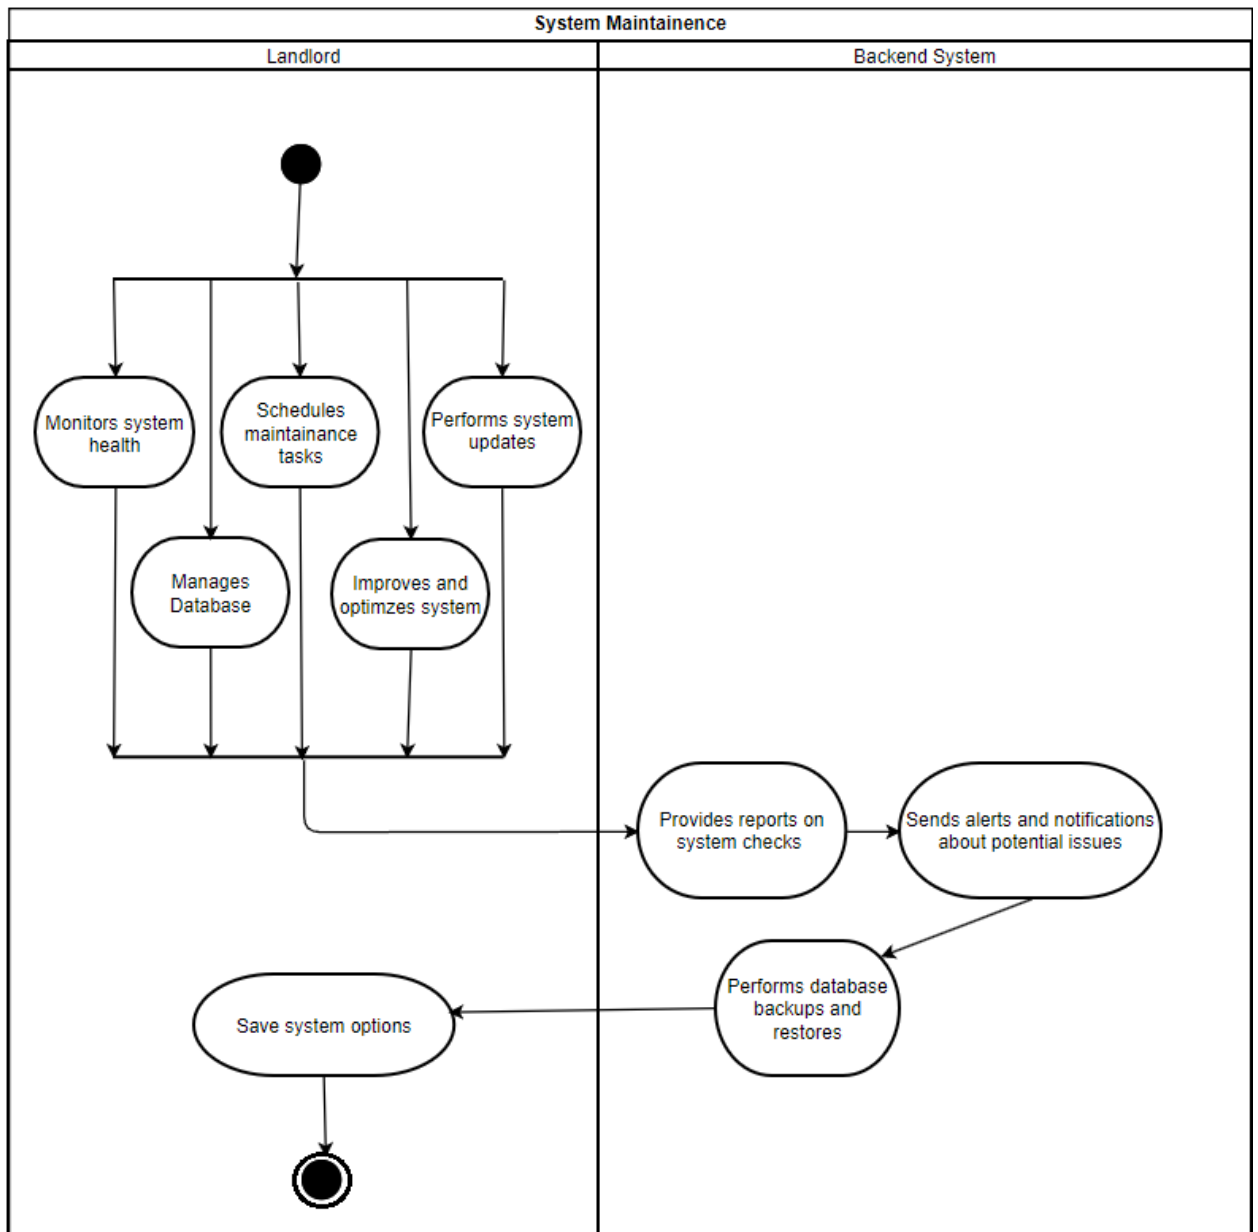 System Maintainence
Landlord
Backend System
Monitors system
health
Schedules
maintainance
tasks
Performs system
updates
Manages
Database
Improves and
optimzes system
Provides reports on
system checks
Sends alerts and notifications
about potential issues
Performs database
backups and
restores
Save system options